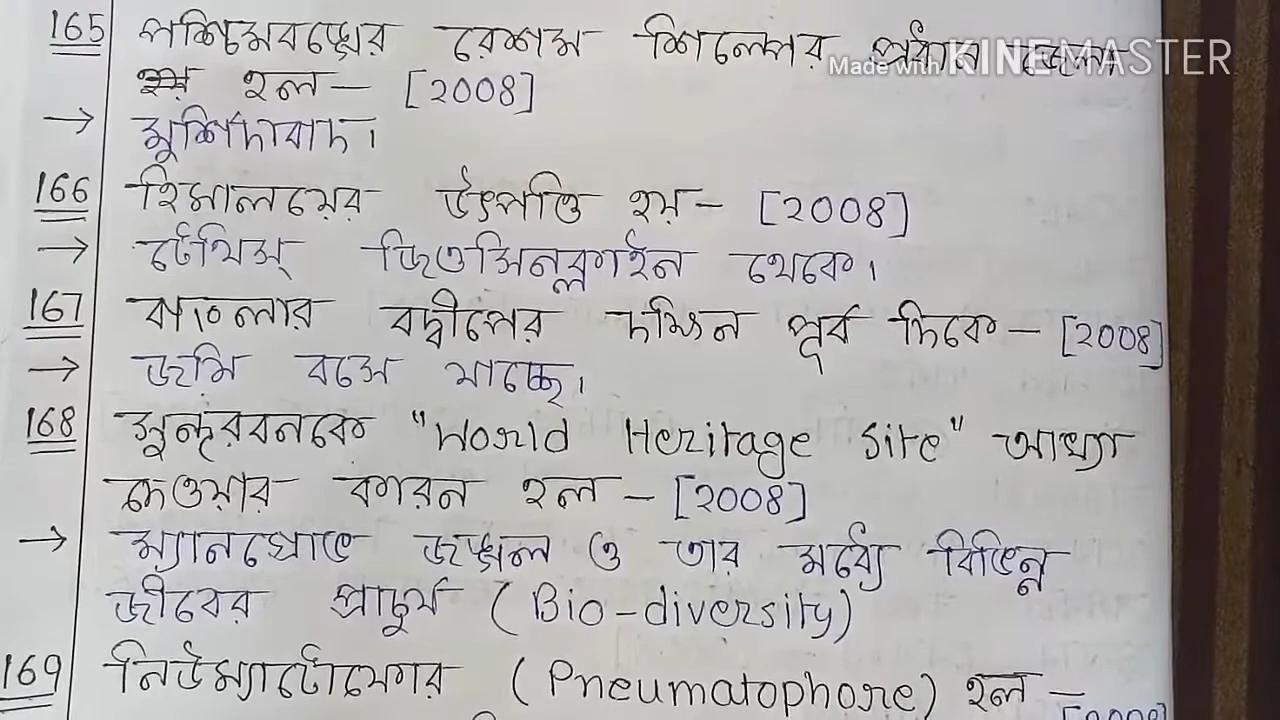 165 পশ্চিমবঙ্গের রেশম শিল্পের প্রধান জেলা
Made with KINEMASTER
হল - [2008]
→ মুর্শিদাবাদ।
166 হিমালয়ের উৎপত্তি হয় - [2008]
→ টেথিস্ জিওসিনক্লাইন থেকে।
167 বাংলার বদ্বীপের দক্ষিন পূর্ব দিকে - [2008]
→ জমি বসে যাচ্ছে।
168 সুন্দরবনকে "World Heritage Site" আখ্যা
দেওয়ার কারন হল - [2008]
→ ম্যানগ্রোভ জঙ্গল ও তার মধ্যে বিভিন্ন
জীবের প্রাচুর্য (Bio-diversity)
169 নিউম্যাটোফোর (Pneumatophore) হল -